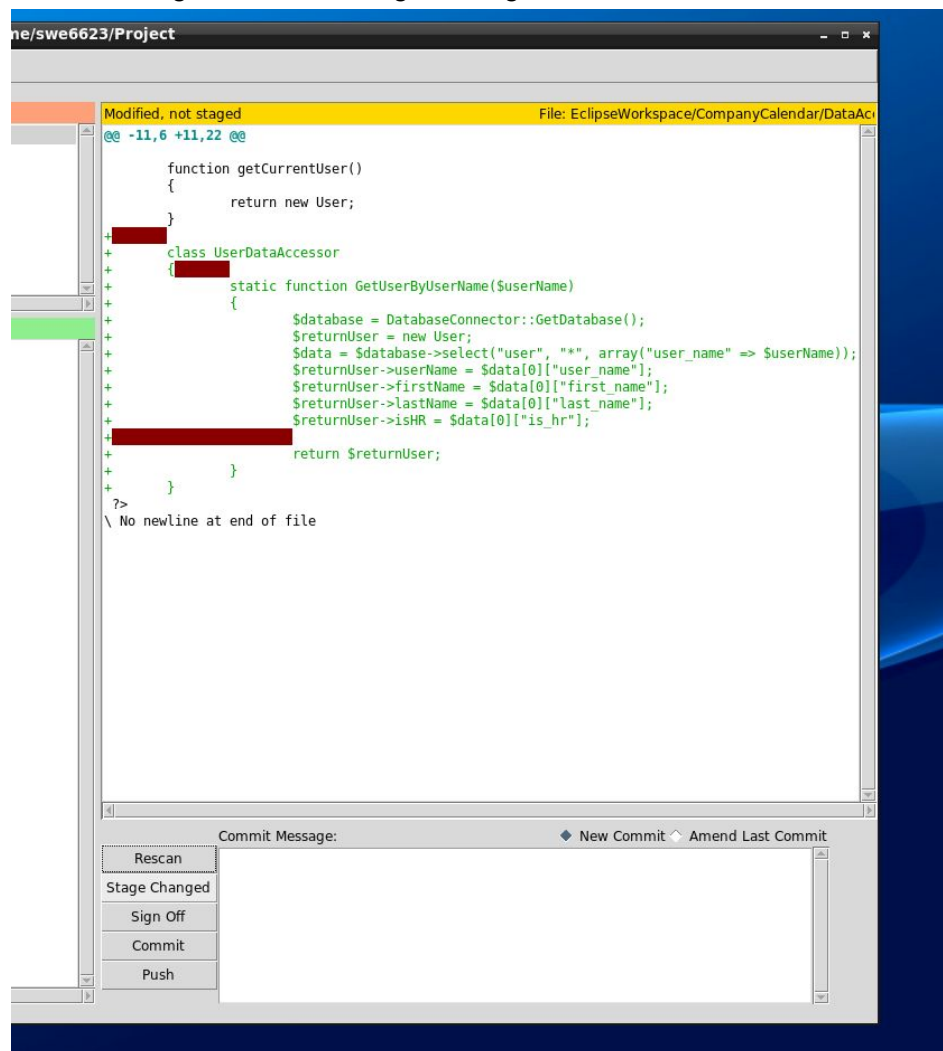 me/swe6623/Project
Modified, not staged File: EclipseWorkspace/CompanyCalendar/DataAc
@@ -11,6 +11,22 @@
function getCurrentUser()
{
return new User;
}
+
+ class UserDataAccessor
+ {
+ static function GetUserByUserName($userName)
+ {
+ $database = DatabaseConnector::GetDatabase();
+ $returnUser = new User;
+ $data = $database->select("user", "*", array("user_name" => $userName));
+ $returnUser->userName = $data[0]["user_name"];
+ $returnUser->firstName = $data[0]["first_name"];
+ $returnUser->lastName = $data[0]["last_name"];
+ $returnUser->isHR = $data[0]["is_hr"];
+
+ return $returnUser;
+ }
+ }
?>
\ No newline at end of file
Commit Message: New Commit Amend Last Commit
Rescan
Stage Changed
Sign Off
Commit
Push